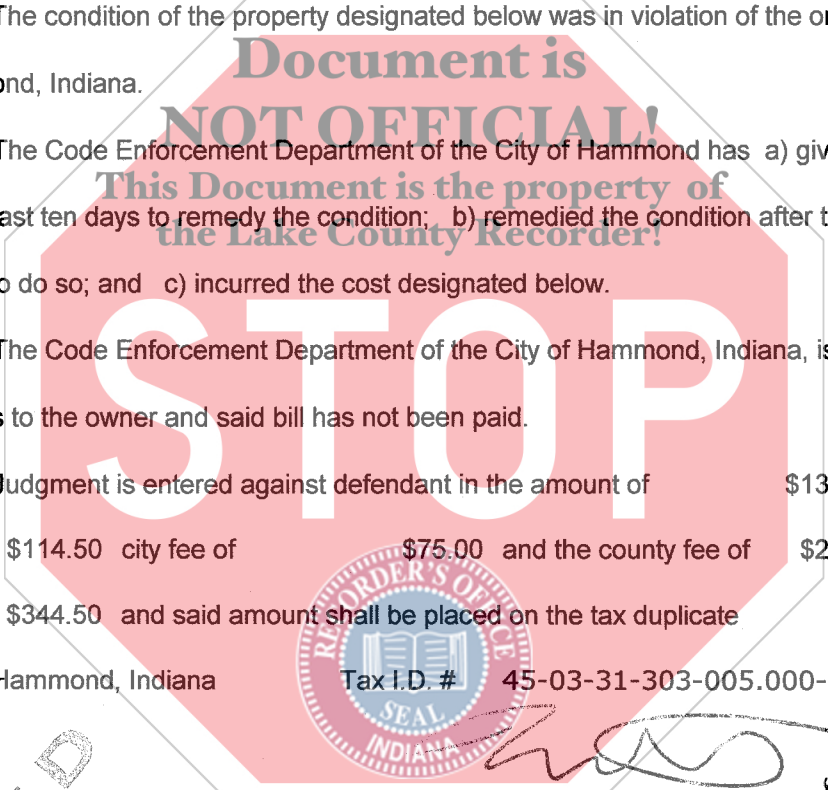 The condition of the property designated below was in violation of the or
Document is
ond, Indiana.
NOT OFFICIAL!
The Code Enforcement Department of the City of Hammond has a) giv
This Document is the property of
ast ten days to remedy the condition; b) remedied the condition after t
the Lake County Recorder!
o do so; and c) incurred the cost designated below.
STOP
The Code Enforcement Department of the City of Hammond, Indiana, is
s to the owner and said bill has not been paid.
Judgment is entered against defendant in the amount of $13
$114.50 city fee of $75.00 and the county fee of $2
$344.50 and said amount shall be placed on the tax duplicate
Hammond, Indiana Tax I.D. # 45-03-31-303-005.000-
RECORDER'S OFFICE
SEAL
INDIANA
D